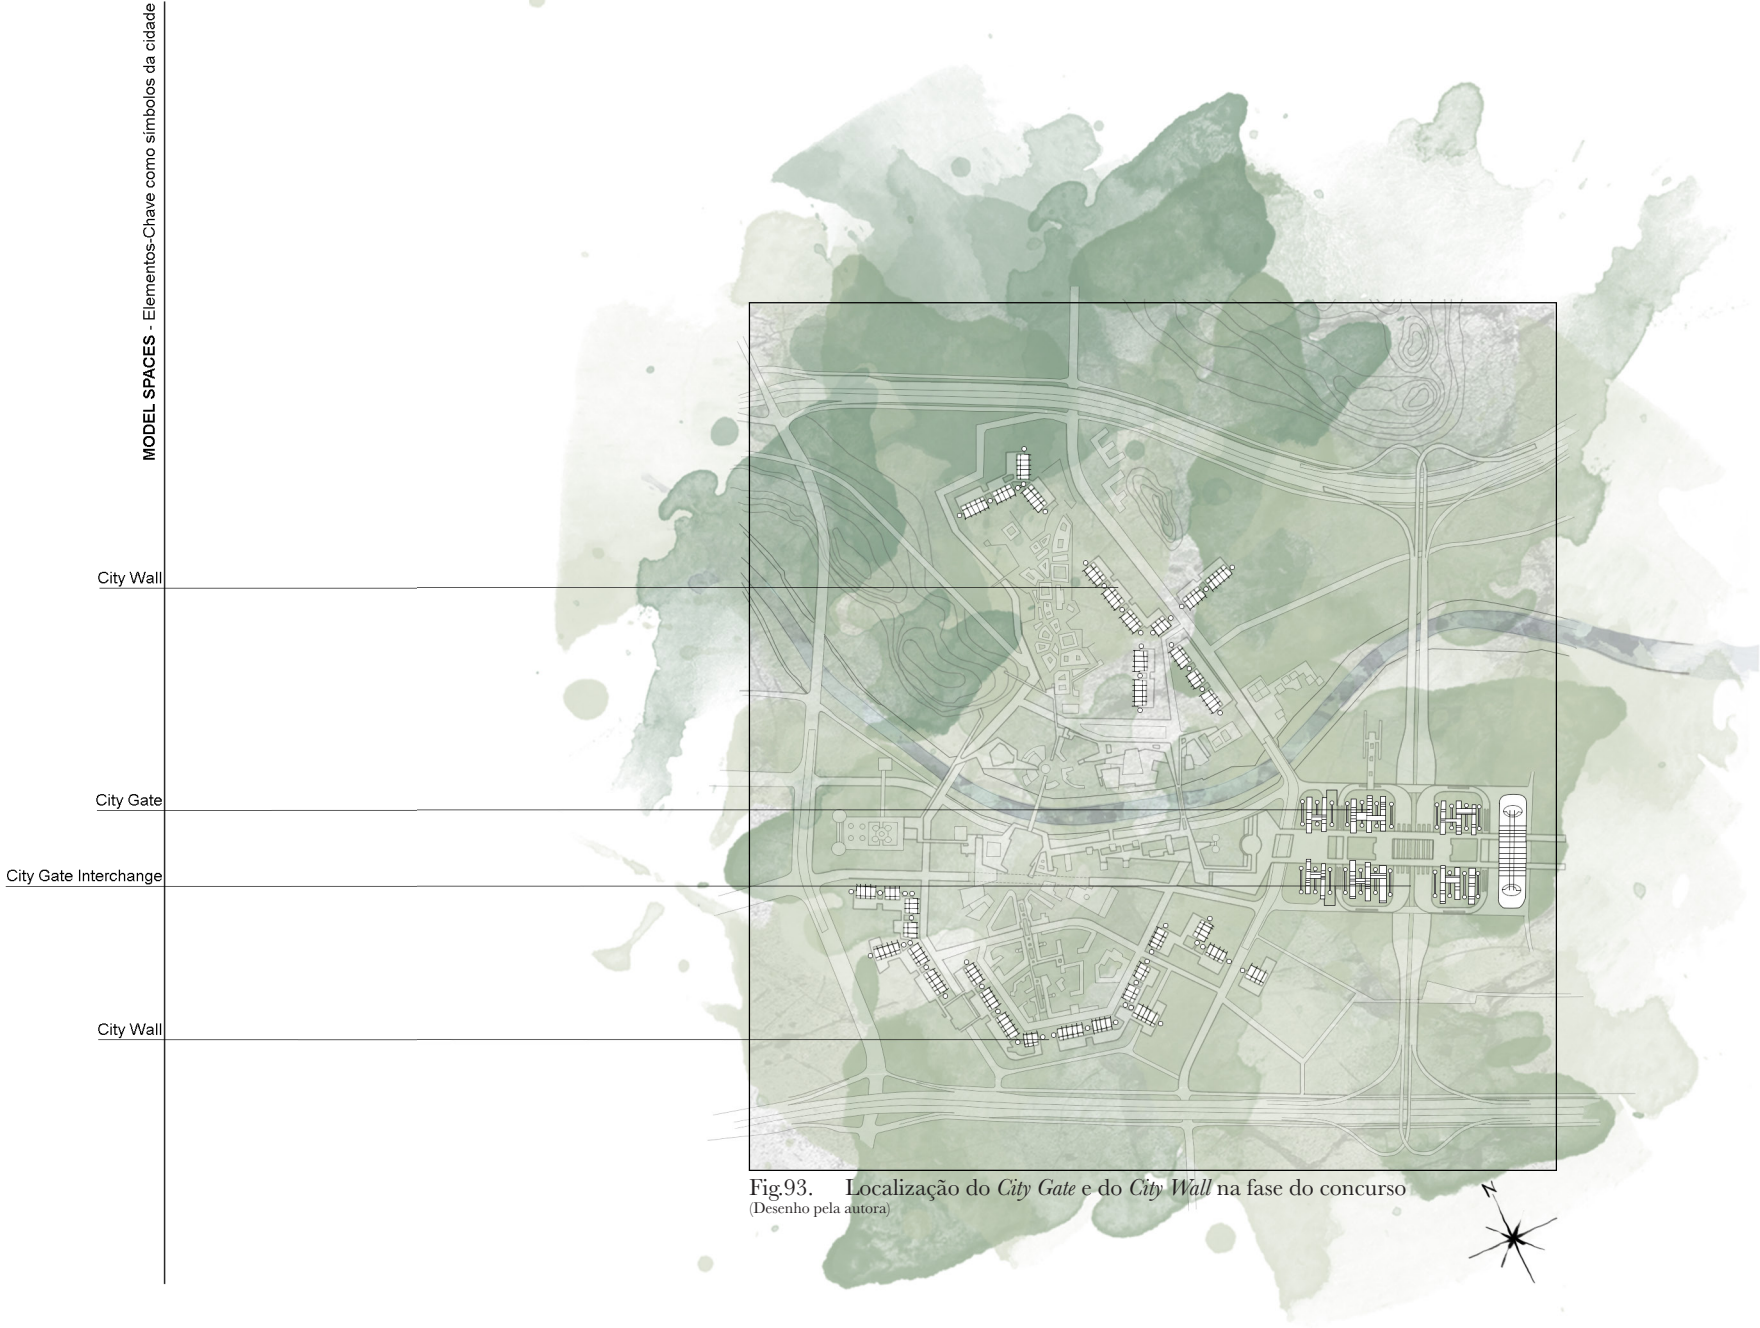 MODEL SPACES - Elementos-Chave como símbolos da cidade
City Wall
City Gate
City Gate Interchange
City Wall
Fig.93. Localização do City Gate e do City Wall na fase do concurso
(Desenho pela autora)
N